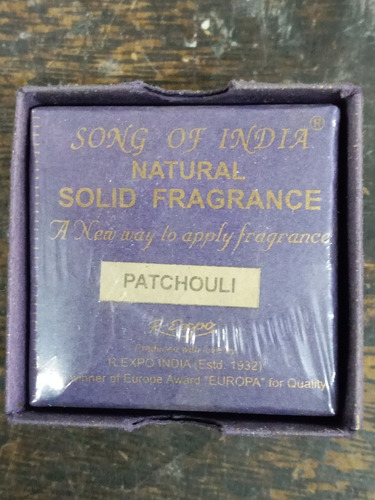 SONG OF INDIA®
NATURAL
SOLID FRAGRANCE
A New way to apply fragrance
PATCHOULI
R. Expo
R.EXPO INDIA (Estd. 1932)
winner of Europe Award "EUROPA" for Quality